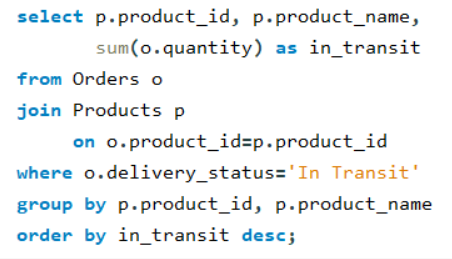 select p.product_id, p.product_name,
sum(o.quantity) as in_transit
from Orders o
join Products p
on o.product_id=p.product_id
where o.delivery_status='In Transit'
group by p.product_id, p.product_name
order by in_transit desc;